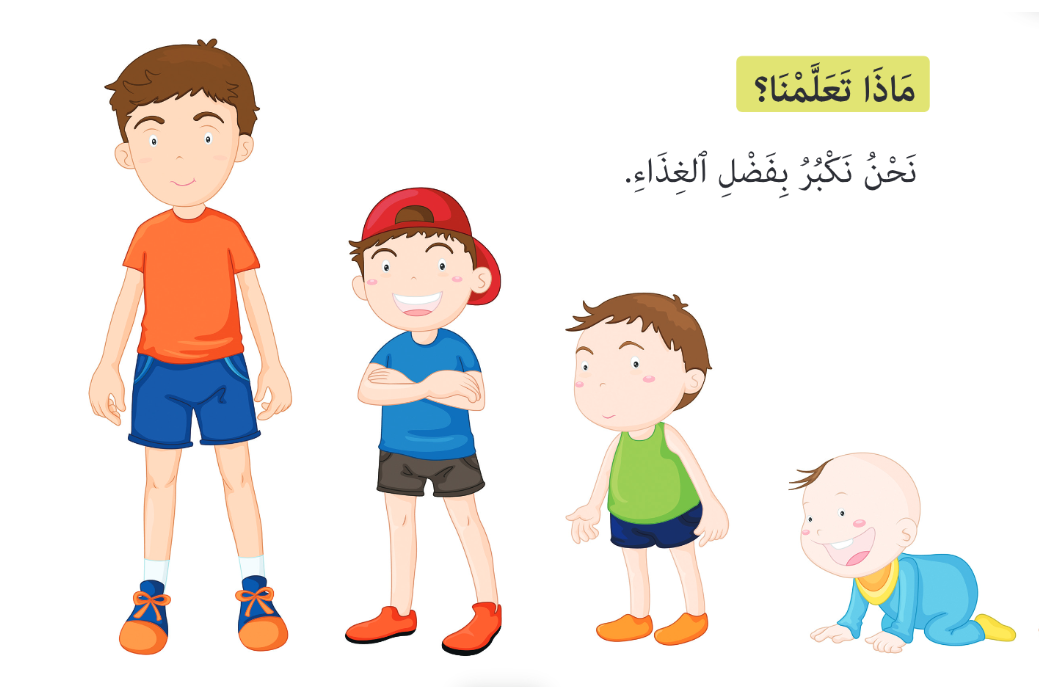 مَاذَا تَعَلَّمْنَا؟
نَحْنُ نَكْبُرُ بِفَضْلِ ٱلغِذَاءِ.